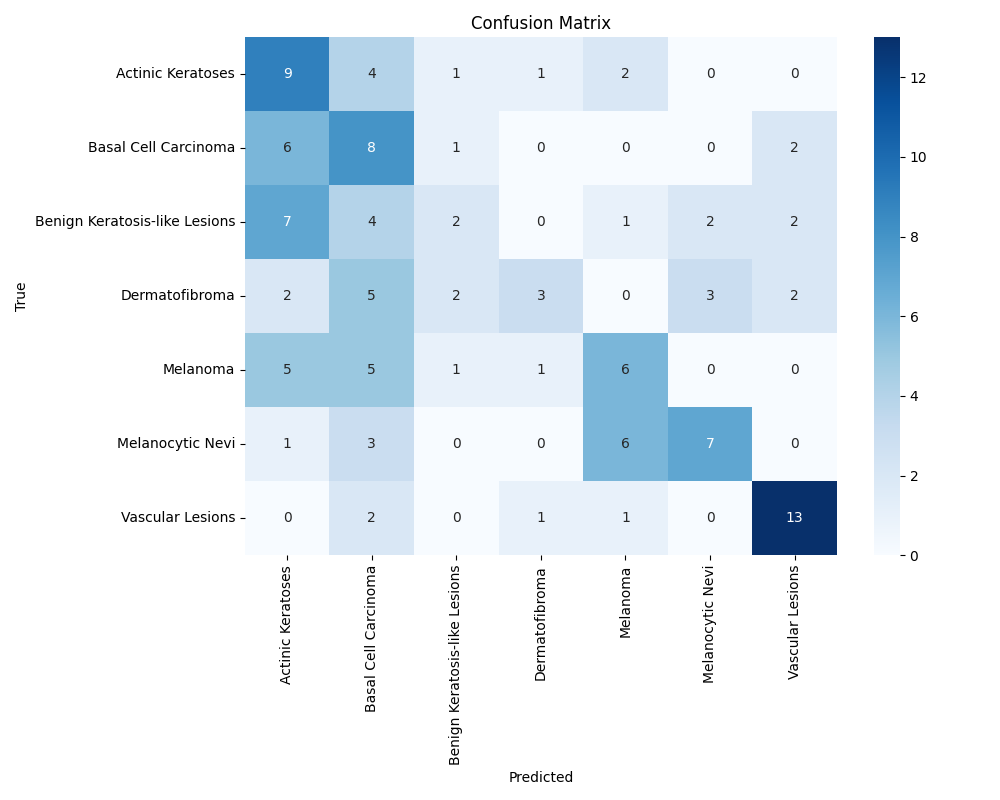 Confusion Matrix
Actinic Keratoses 9 4 1 1 2 0 0
Basal Cell Carcinoma 6 8 1 0 0 0 2
Benign Keratosis-like Lesions 7 4 2 0 1 2 2
Dermatofibroma 2 5 2 3 0 3 2
Melanoma 5 5 1 1 6 0 0
Melanocytic Nevi 1 3 0 0 6 7 0
Vascular Lesions 0 2 0 1 1 0 13
True
Actinic Keratoses
Basal Cell Carcinoma
Benign Keratosis-like Lesions
Dermatofibroma
Melanoma
Melanocytic Nevi
Vascular Lesions
Predicted
12
10
8
6
4
2
0